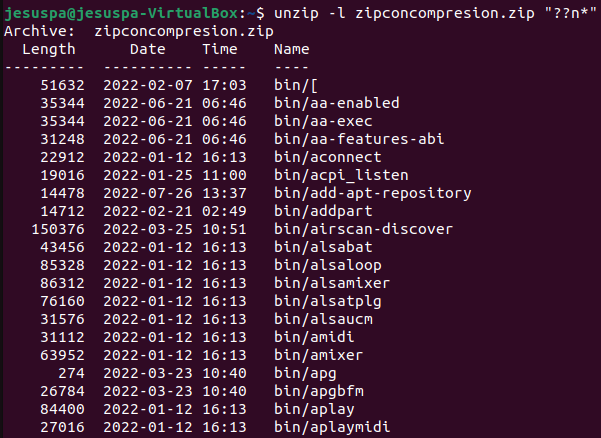 jesuspa@jesuspa-VirtualBox:~$ unzip -l zipconcompresion.zip "??n*"
Archive:  zipconcompresion.zip
  Length      Date    Time    Name
---------  ---------- -----   ----
    51632  2022-02-07 17:03   bin/[
    35344  2022-06-21 06:46   bin/aa-enabled
    35344  2022-06-21 06:46   bin/aa-exec
    31248  2022-06-21 06:46   bin/aa-features-abi
    22912  2022-01-12 16:13   bin/aconnect
    19016  2022-01-25 11:00   bin/acpi_listen
    14478  2022-07-26 13:37   bin/add-apt-repository
    14712  2022-02-21 02:49   bin/addpart
   150376  2022-03-25 10:51   bin/airscan-discover
    43456  2022-01-12 16:13   bin/alsabat
    85328  2022-01-12 16:13   bin/alsaloop
    86312  2022-01-12 16:13   bin/alsamixer
    76160  2022-01-12 16:13   bin/alsatplg
    31576  2022-01-12 16:13   bin/alsaucm
    31112  2022-01-12 16:13   bin/amidi
    63952  2022-01-12 16:13   bin/amixer
      274  2022-03-23 10:40   bin/apg
    26784  2022-03-23 10:40   bin/apgbfm
    84400  2022-01-12 16:13   bin/aplay
    27016  2022-01-12 16:13   bin/aplaymidi